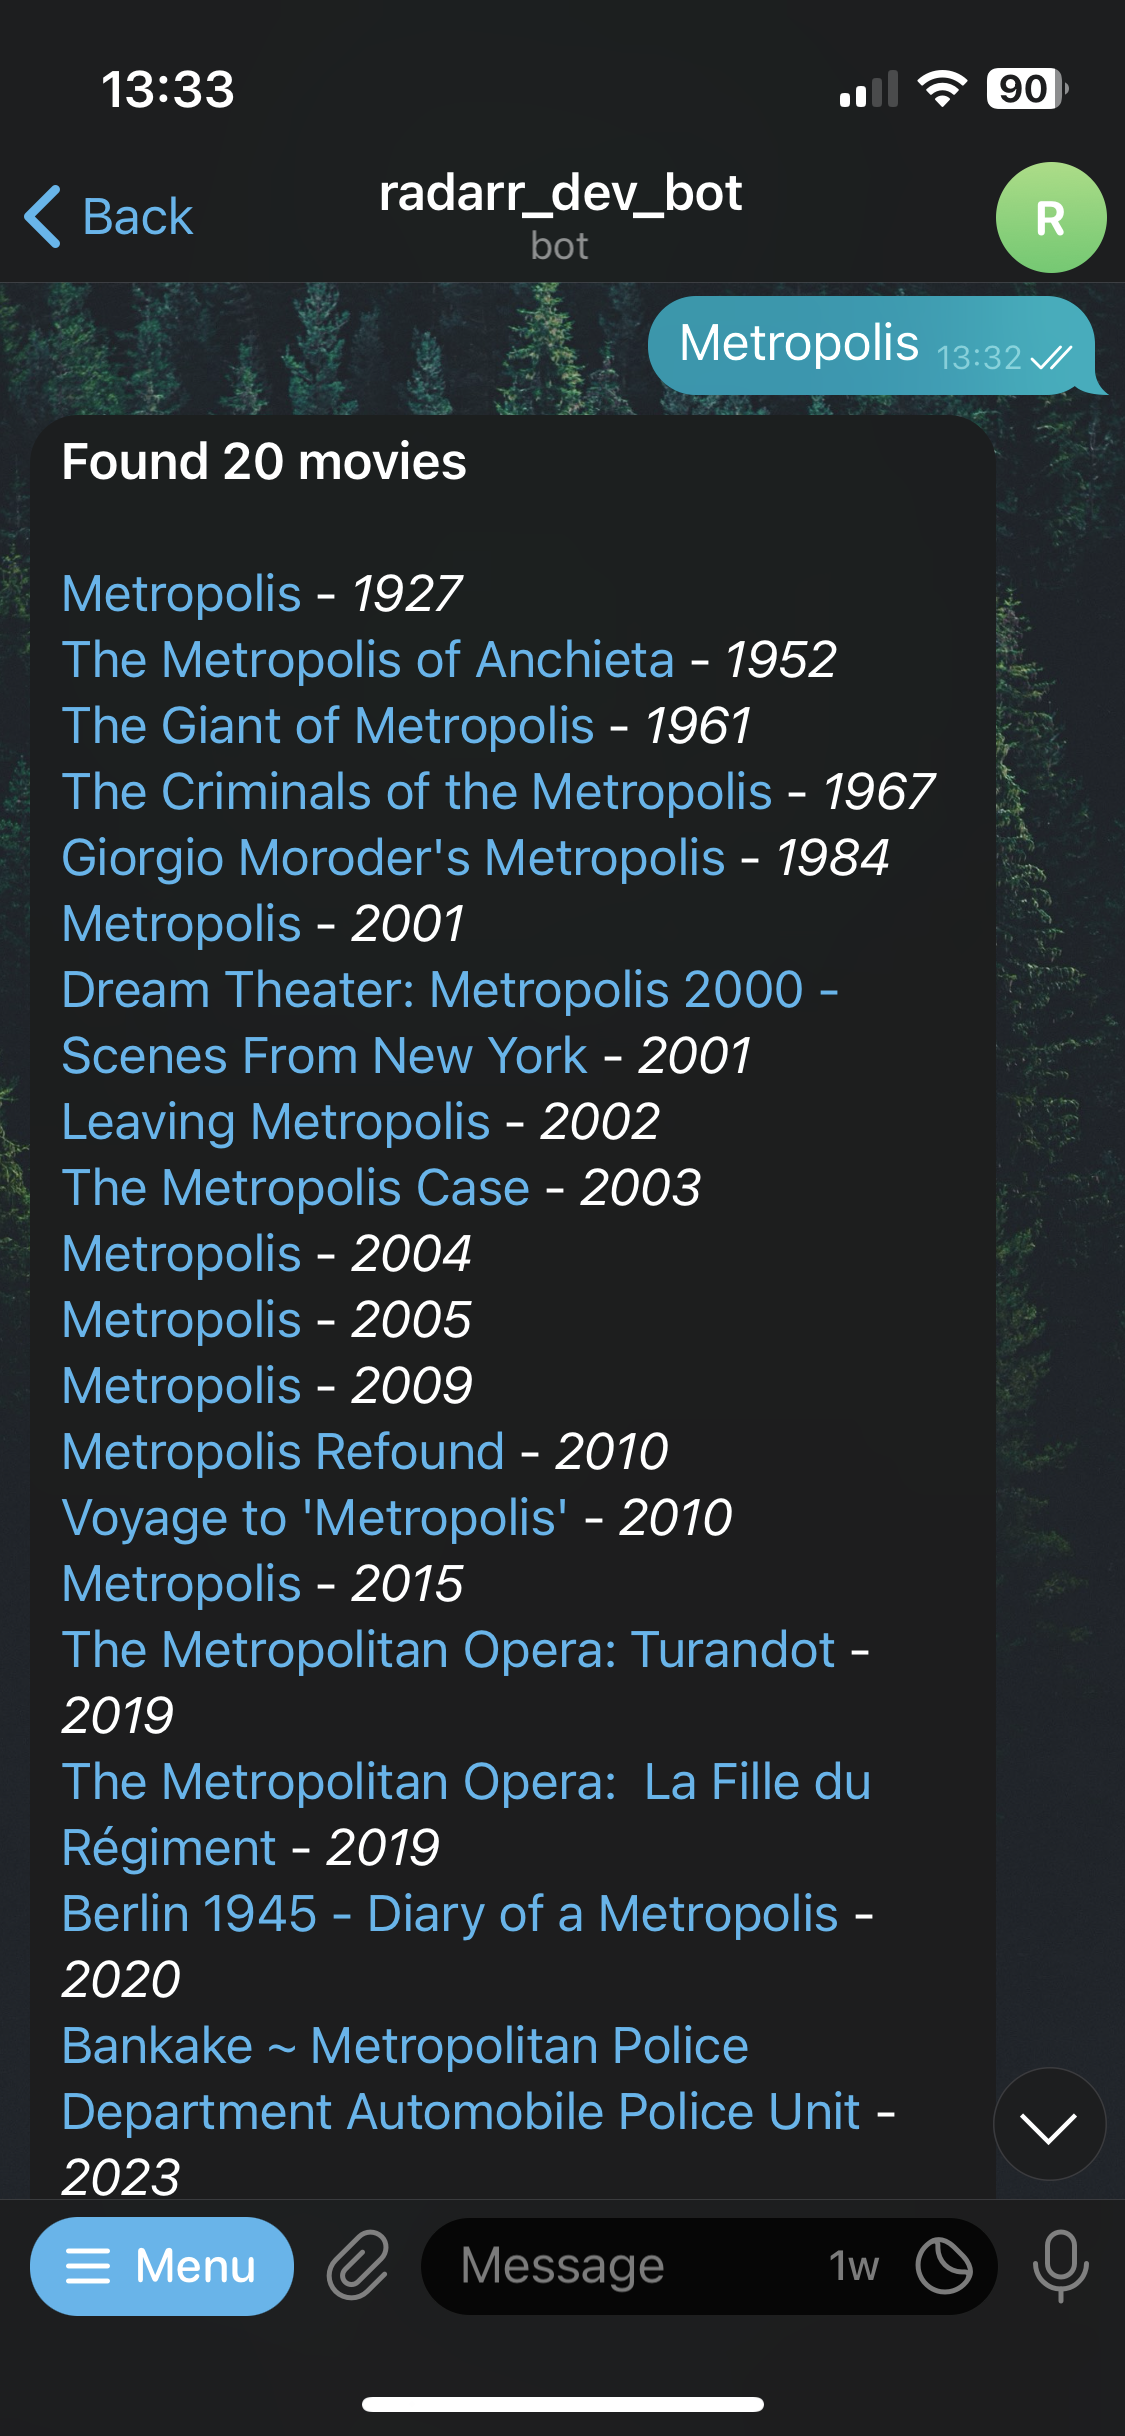 13:33
90
Back
radarr_dev_bot
bot
R
Metropolis 13:32
Found 20 movies
Metropolis - 1927
The Metropolis of Anchieta - 1952
The Giant of Metropolis - 1961
The Criminals of the Metropolis - 1967
Giorgio Moroder's Metropolis - 1984
Metropolis - 2001
Dream Theater: Metropolis 2000 -
Scenes From New York - 2001
Leaving Metropolis - 2002
The Metropolis Case - 2003
Metropolis - 2004
Metropolis - 2005
Metropolis - 2009
Metropolis Refound - 2010
Voyage to 'Metropolis' - 2010
Metropolis - 2015
The Metropolitan Opera: Turandot -
2019
The Metropolitan Opera:  La Fille du
Régiment - 2019
Berlin 1945 - Diary of a Metropolis -
2020
Bankake ~ Metropolitan Police
Department Automobile Police Unit -
2023
Menu
Message
1w